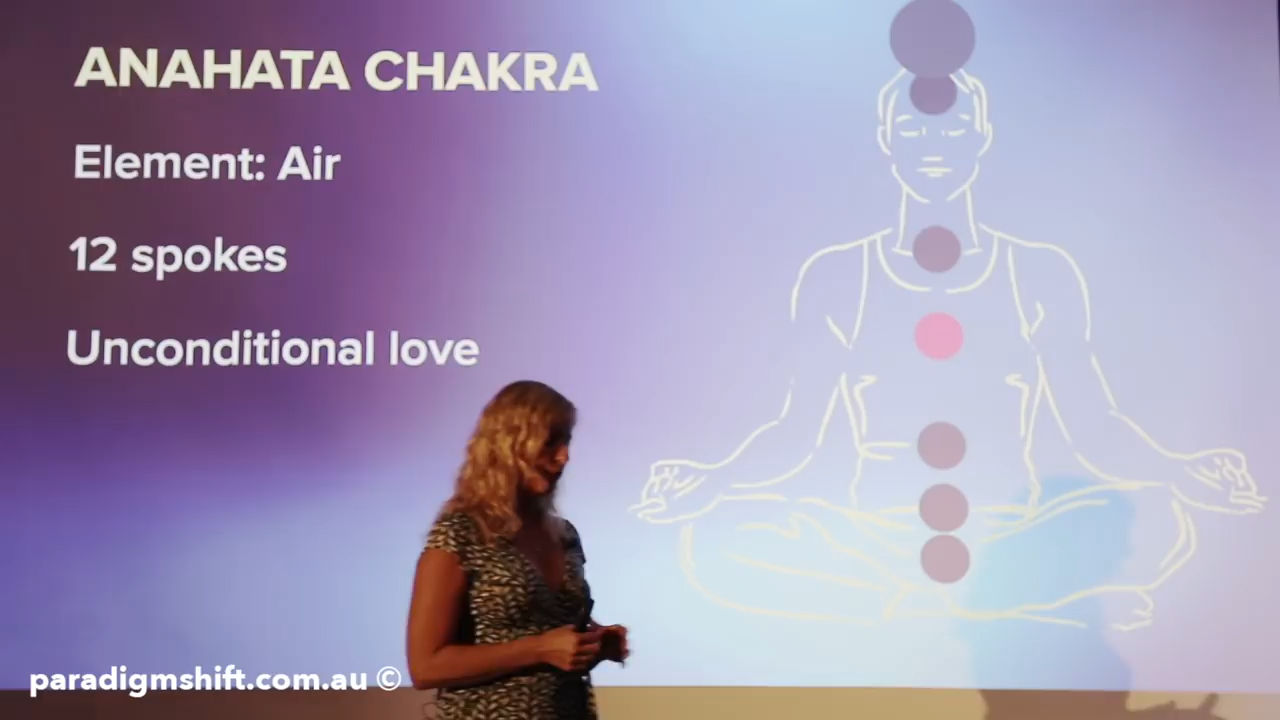 ANAHATA CHAKRA
Element: Air
12 spokes
Unconditional love
paradigmshift.com.au ©